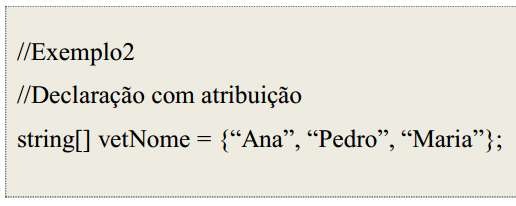 //Exemplo2
//Declaração com atribuição
string[] vetNome = {“Ana”, “Pedro”, “Maria”};